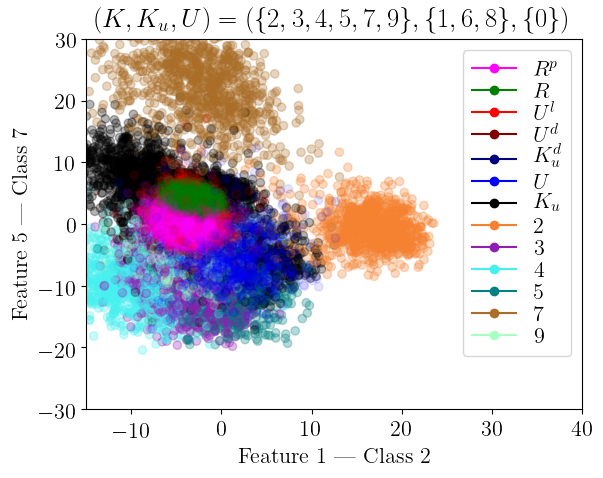 (K, K_u, U) = ({2, 3, 4, 5, 7, 9}, {1, 6, 8}, {0})
30
20
10
0
−10
−20
−30
Feature 5 — Class 7
−10
0
10
20
30
40
Feature 1 — Class 2
R^p
R
U^l
U^d
K_u^d
U
K_u
2
3
4
5
7
9